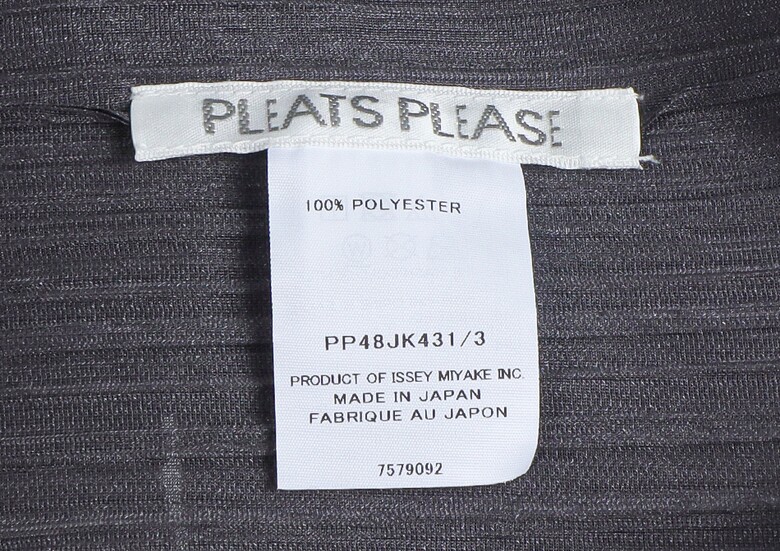 PLEATS PLEASE
100% POLYESTER
PP48JK431/3
PRODUCT OF ISSEY MIYAKE INC.
MADE IN JAPAN
FABRIQUE AU JAPON
7579092